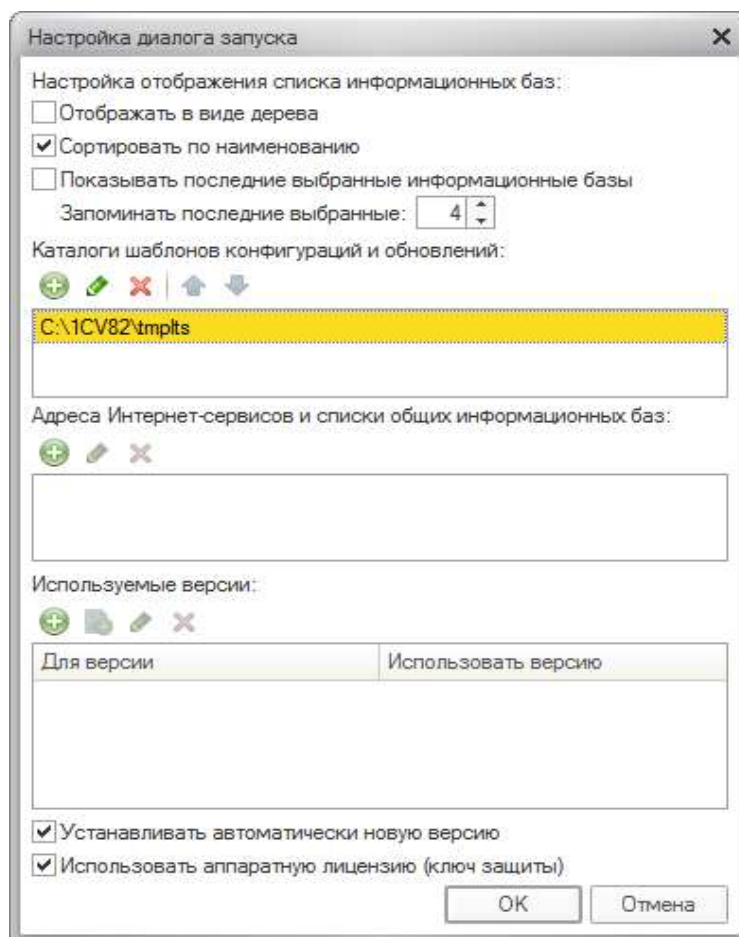 Настройка диалога запуска
Настройка отображения списка информационных баз:
Отображать в виде дерева
Сортировать по наименованию
Показывать последние выбранные информационные базы
Запоминать последние выбранные: 4
Каталоги шаблонов конфигураций и обновлений:
C:\1CV82\tmplts
Адреса Интернет-сервисов и списки общих информационных баз:
Используемые версии:
Для версии Использовать версию
Устанавливать автоматически новую версию
Использовать аппаратную лицензию (ключ защиты)
OK Отмена